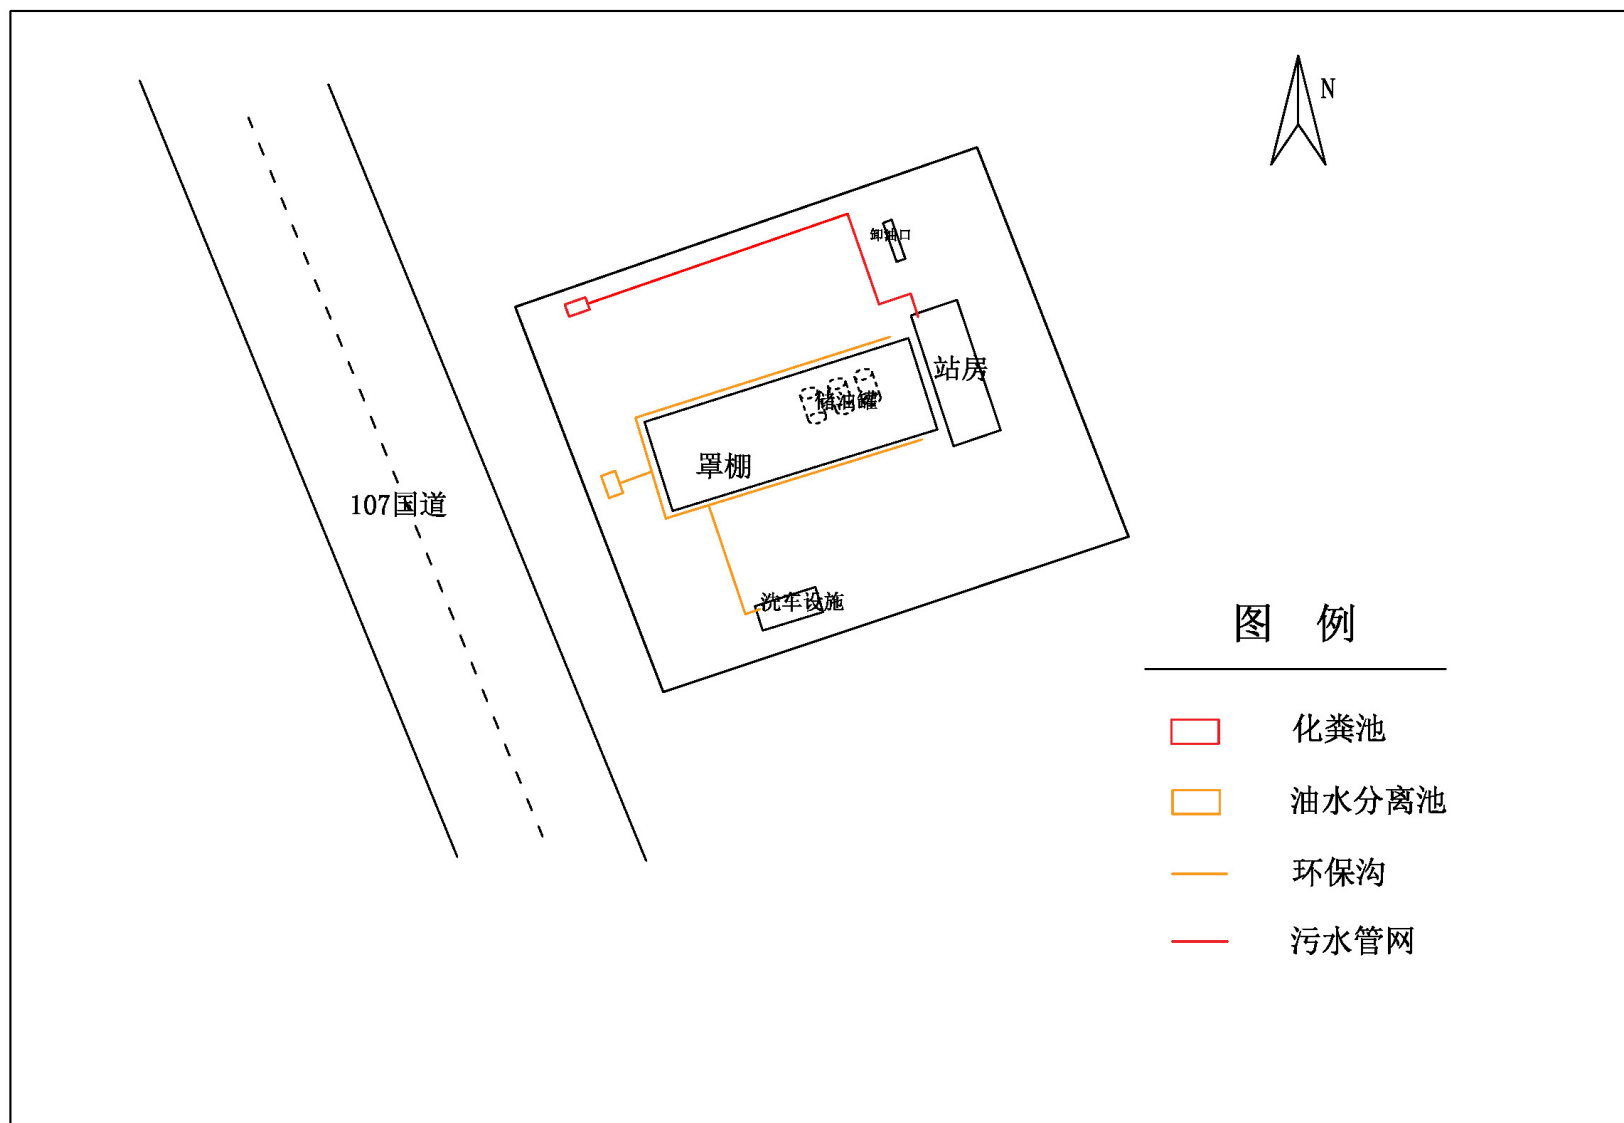 N
卸油口
站房
储油罐
罩棚
107国道
洗车设施
图 例
化粪池
油水分离池
环保沟
污水管网